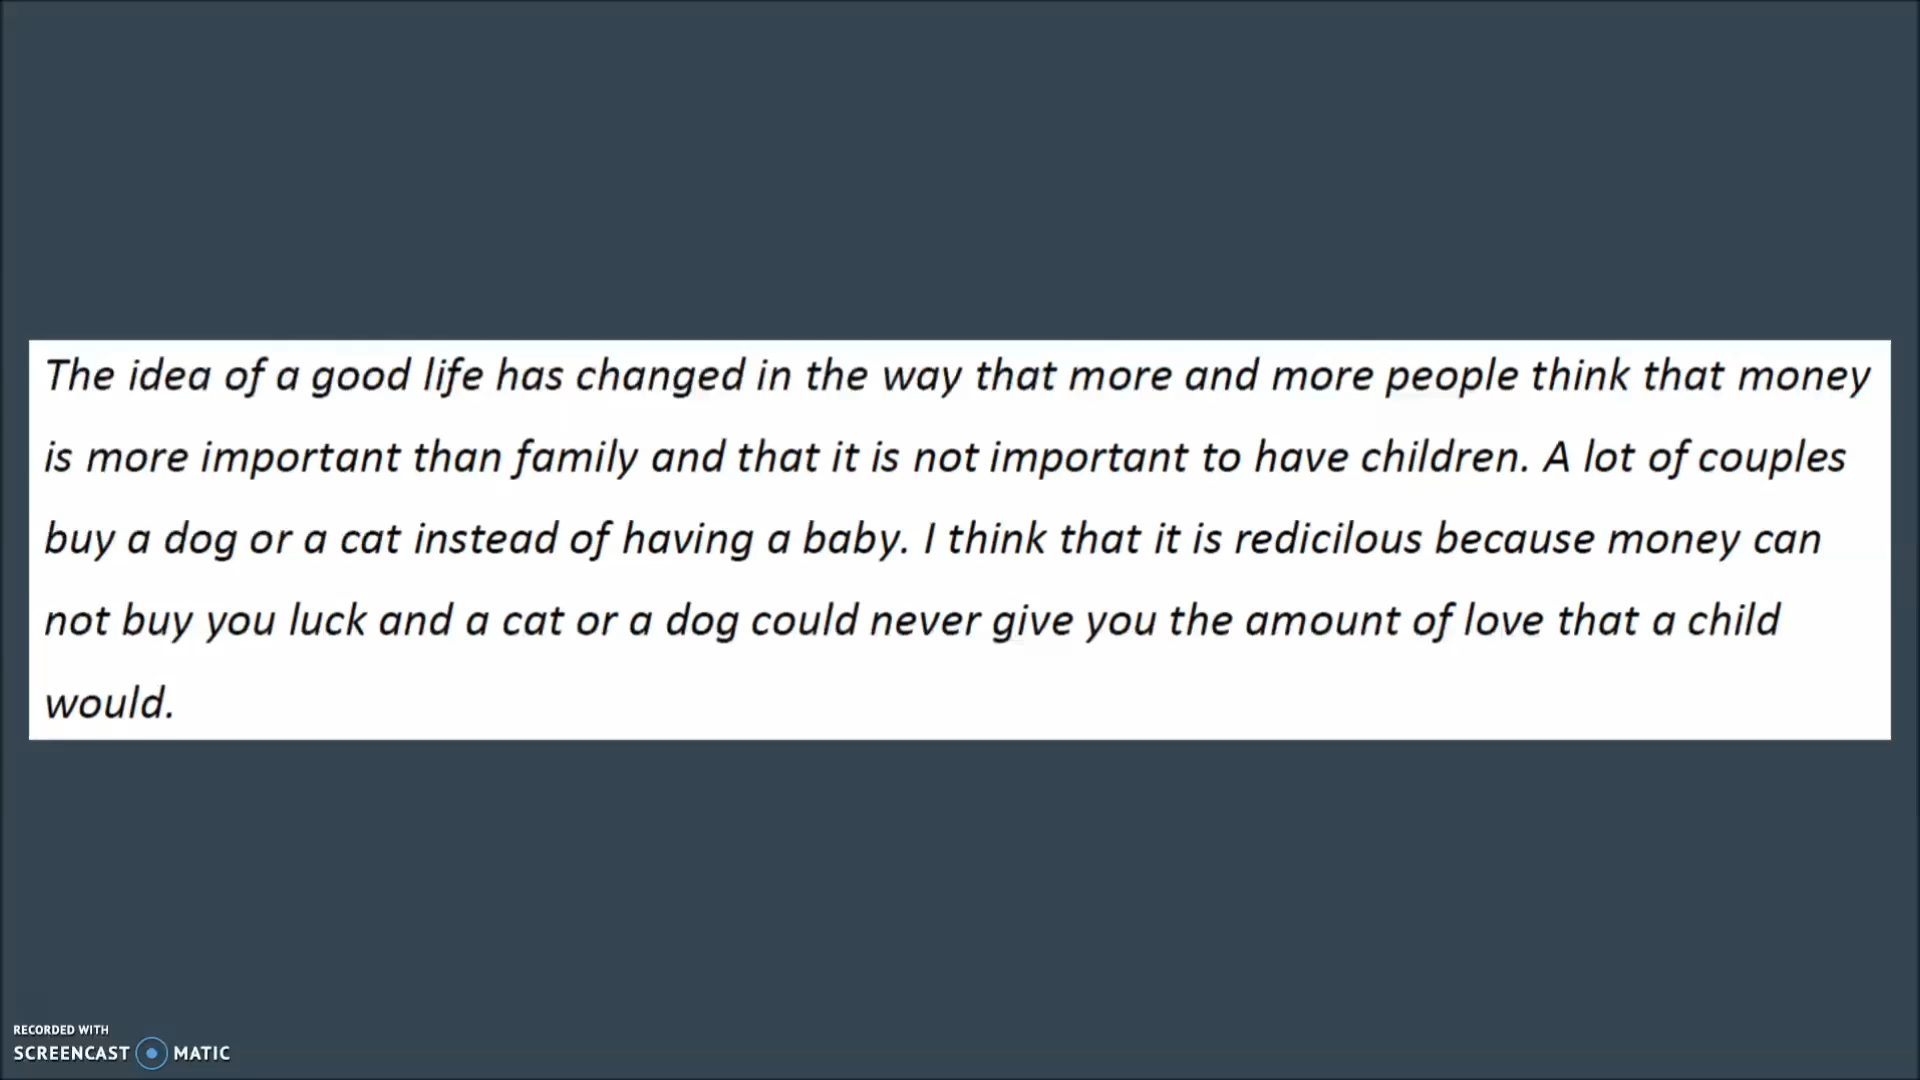 The idea of a good life has changed in the way that more and more people think that money
is more important than family and that it is not important to have children. A lot of couples
buy a dog or a cat instead of having a baby. I think that it is redicilous because money can
not buy you luck and a cat or a dog could never give you the amount of love that a child
would.
RECORDED WITH
SCREENCAST MATIC